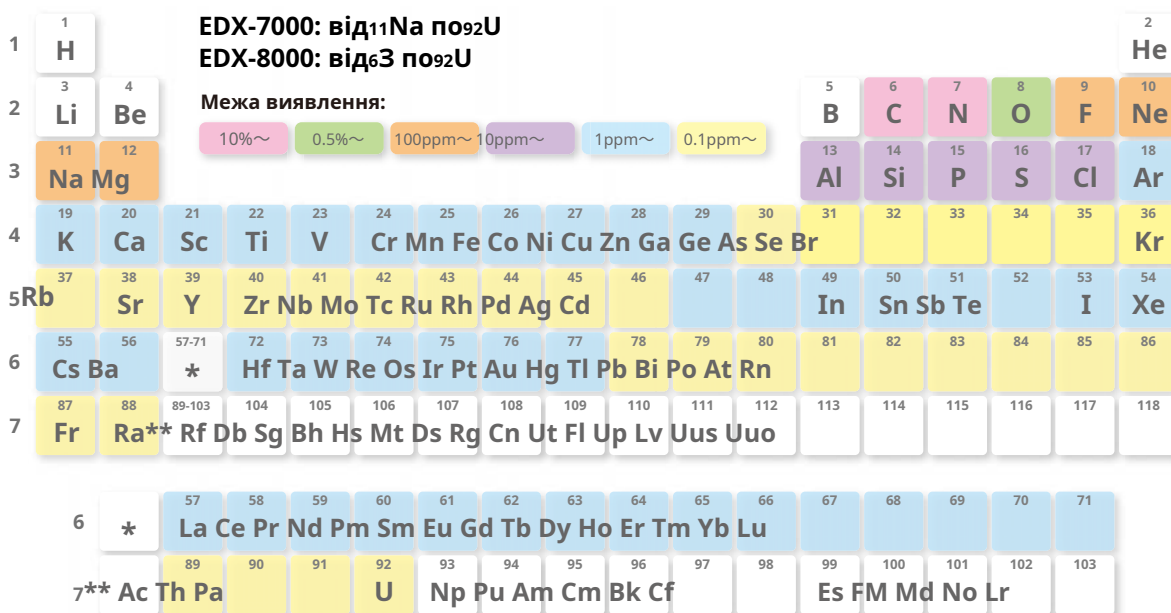 1
2
1
H
EDX-7000: від₁₁Na по₉₂U
He
EDX-8000: від₆З по₉₂U
3 4 5 6 7 8 9 10
2
Li Be B C N O F Ne
Межа виявлення:
10%～ 0.5%～ 100ppm～ 10ppm～ 1ppm～ 0.1ppm～
11 12 13 14 15 16 17 18
3
Na Mg Al Si P S Cl Ar
19 20 21 22 23 24 25 26 27 28 29 30 31 32 33 34 35 36
4
K Ca Sc Ti V Cr Mn Fe Co Ni Cu Zn Ga Ge As Se Br Kr
37 38 39 40 41 42 43 44 45 46 47 48 49 50 51 52 53 54
5 Rb Sr Y Zr Nb Mo Tc Ru Rh Pd Ag Cd In Sn Sb Te I Xe
55 56 57-71 72 73 74 75 76 77 78 79 80 81 82 83 84 85 86
6
Cs Ba * Hf Ta W Re Os Ir Pt Au Hg Tl Pb Bi Po At Rn
87 88 89-103 104 105 106 107 108 109 110 111 112 113 114 115 116 117 118
7
Fr Ra** Rf Db Sg Bh Hs Mt Ds Rg Cn Ut Fl Up Lv Uus Uuo
57 58 59 60 61 62 63 64 65 66 67 68 69 70 71
6 * La Ce Pr Nd Pm Sm Eu Gd Tb Dy Ho Er Tm Yb Lu
89 90 91 92 93 94 95 96 97 98 99 100 101 102 103
7** Ac Th Pa U Np Pu Am Cm Bk Cf Es FM Md No Lr